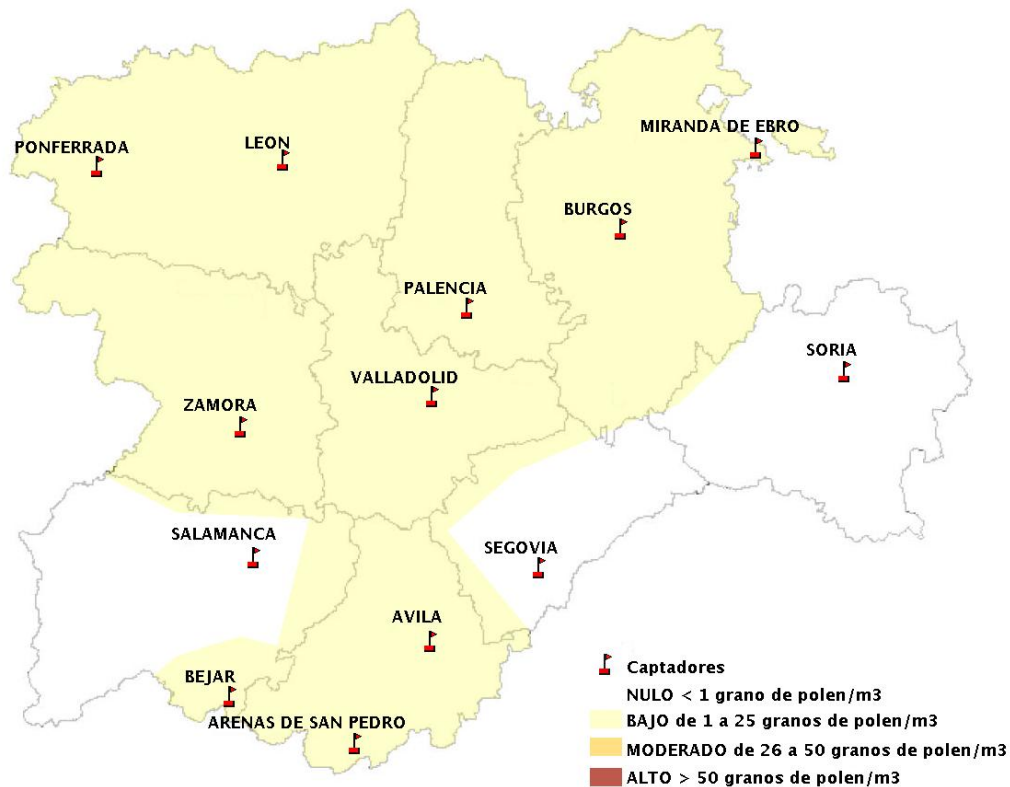 MIRANDA DE EBRO
PONFERRADA
LEON
BURGOS
PALENCIA
SORIA
VALLADOLID
ZAMORA
SALAMANCA
SEGOVIA
AVILA
BEJAR
ARENAS DE SAN PEDRO
Captadores
NULO < 1 grano de polen/m3
BAJO de 1 a 25 granos de polen/m3
MODERADO de 26 a 50 granos de polen/m3
ALTO > 50 granos de polen/m3